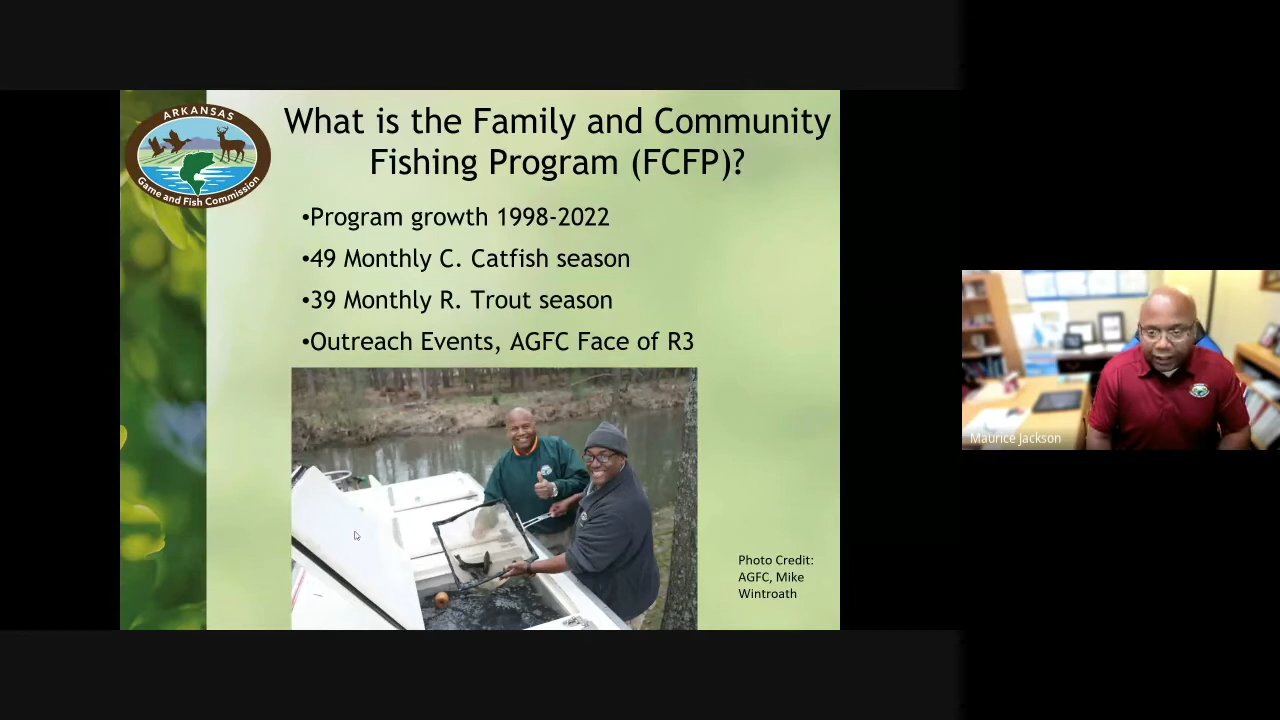 ARKANSAS
Game and Fish Commission
What is the Family and Community
Fishing Program (FCFP)?
•Program growth 1998-2022
•49 Monthly C. Catfish season
•39 Monthly R. Trout season
•Outreach Events, AGFC Face of R3
Photo Credit:
AGFC, Mike
Wintroath
Maurice Jackson